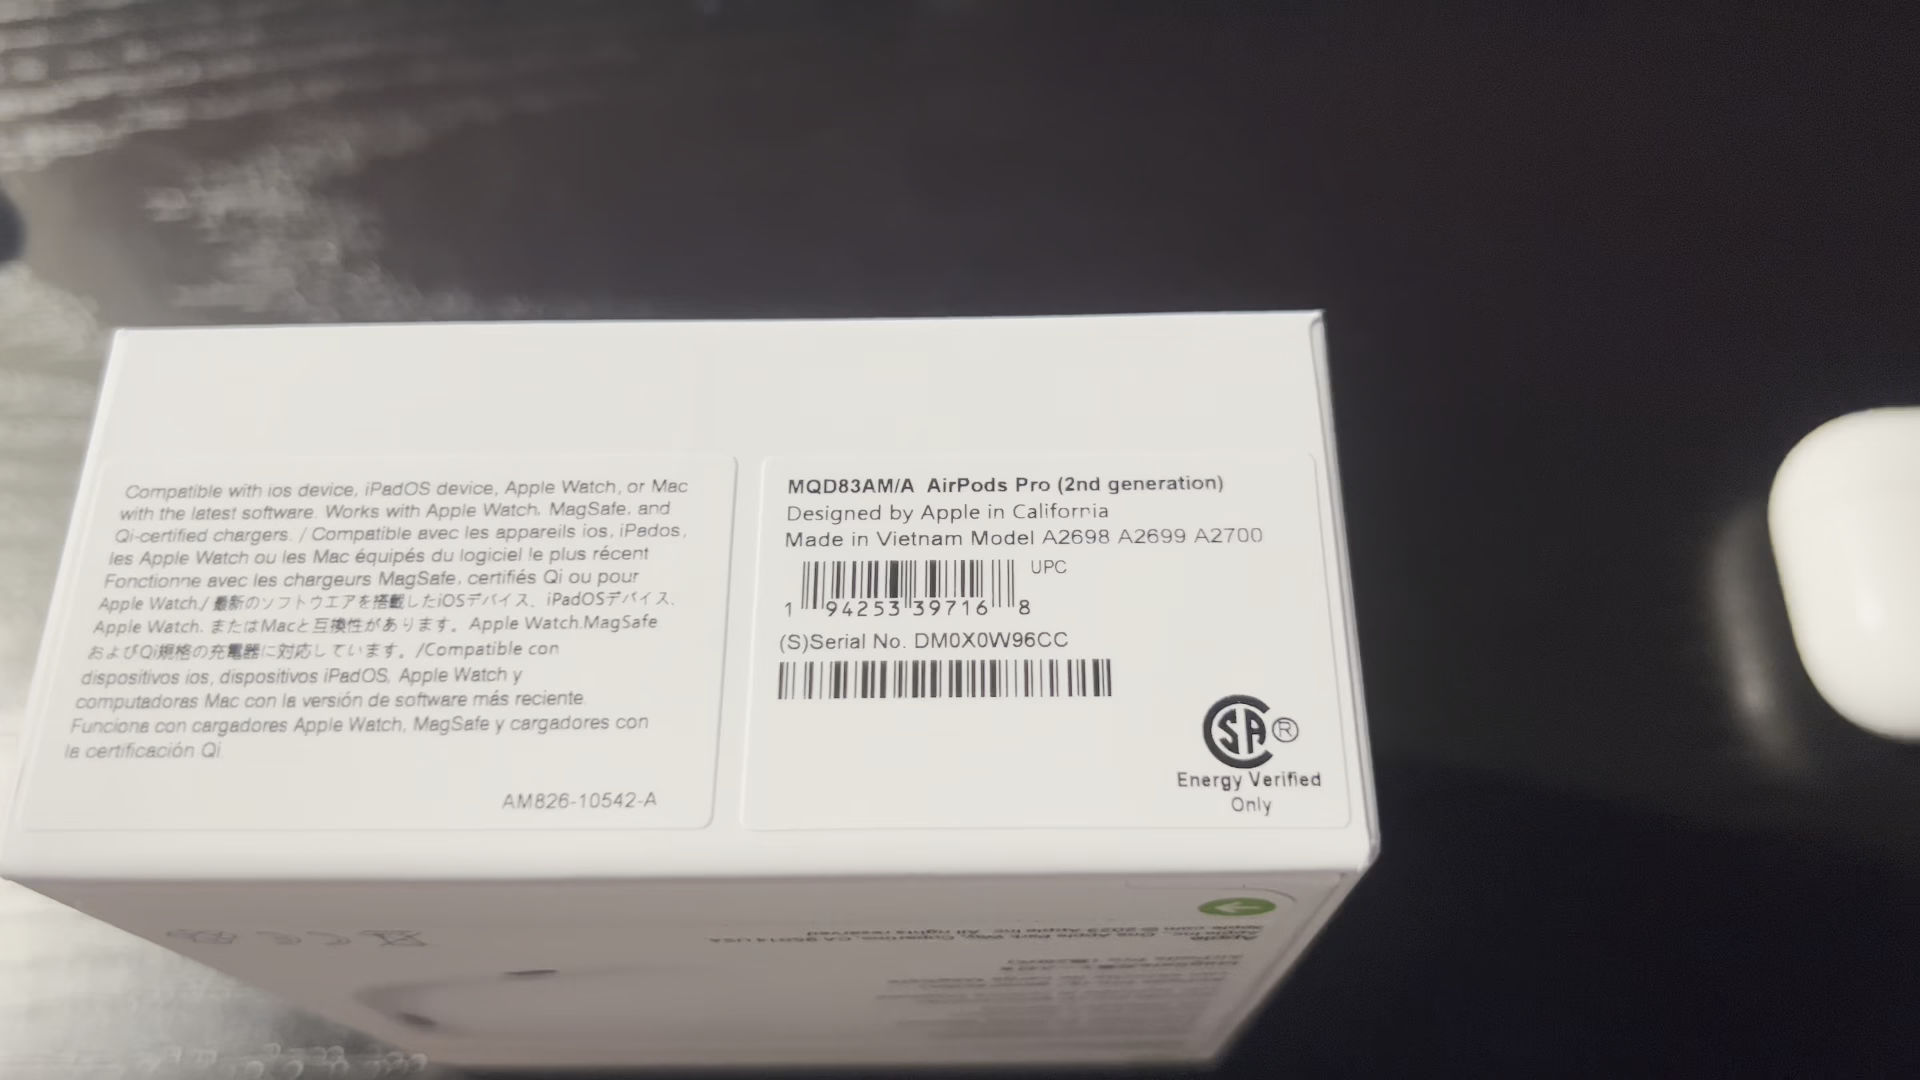 Compatible with ios device, iPadOS device, Apple Watch, or Mac
with the latest software. Works with Apple Watch, MagSafe, and
Qi-certified chargers. / Compatible avec les appareils ios, iPados,
les Apple Watch ou les Mac équipés du logiciel le plus récent
Fonctionne avec les chargeurs MagSafe, certifiés Qi ou pour
Apple Watch./ 最新のソフトウエアを搭載したiOSデバイス、iPadOSデバイス、
Apple Watch. またはMacと互換性があります。Apple Watch.MagSafe
およびQi規格の充電器に対応しています。/Compatible con
dispositivos ios, dispositivos iPadOS, Apple Watch y
computadoras Mac con la versión de software más reciente.
Funciona con cargadores Apple Watch, MagSafe y cargadores con
la certificación Qi
AM826-10542-A
MQD83AM/A AirPods Pro (2nd generation)
Designed by Apple in California
Made in Vietnam Model A2698 A2699 A2700
UPC
1 94253 39716 8
(S)Serial No. DM0X0W96CC
SA ®
Energy Verified
Only